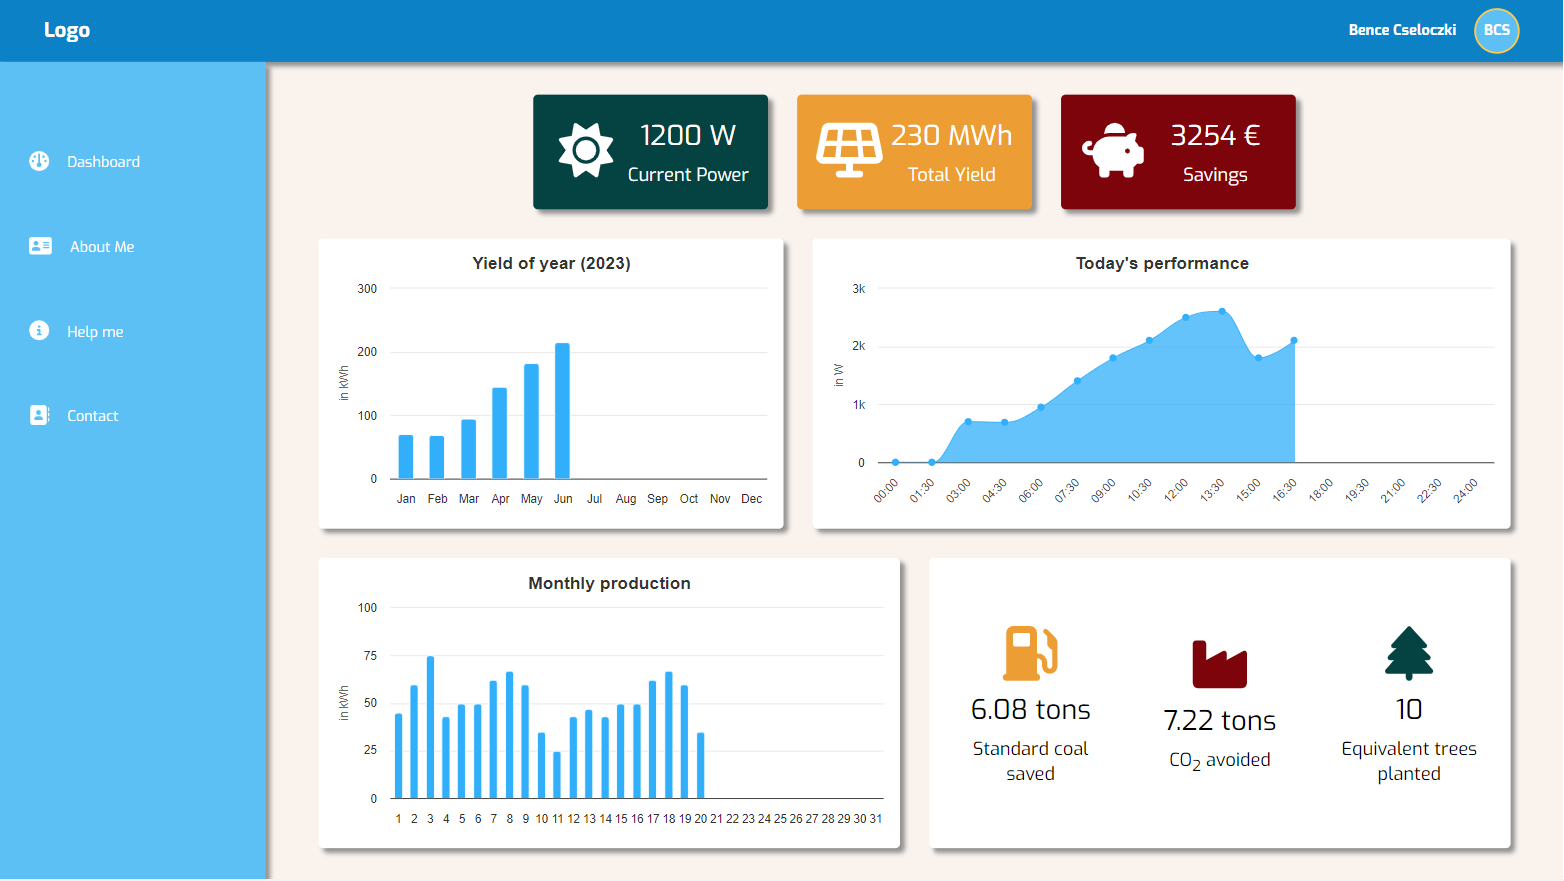 Logo
Bence Cseloczki
BCS
Dashboard
About Me
Help me
Contact
1200 W
Current Power
230 MWh
Total Yield
3254 €
Savings
Yield of year (2023)
300
200
100
0
in kWh
Jan Feb Mar Apr May Jun Jul Aug Sep Oct Nov Dec
Today's performance
3k
2k
1k
0
in W
00:00 01:30 03:00 04:30 06:00 07:30 09:00 10:30 12:00 13:30 15:00 16:30 18:00 19:30 21:00 22:30 24:00
Monthly production
100
75
50
25
0
in kWh
1 2 3 4 5 6 7 8 9 10 11 12 13 14 15 16 17 18 19 20 21 22 23 24 25 26 27 28 29 30 31
6.08 tons
Standard coal
saved
7.22 tons
CO2 avoided
10
Equivalent trees
planted